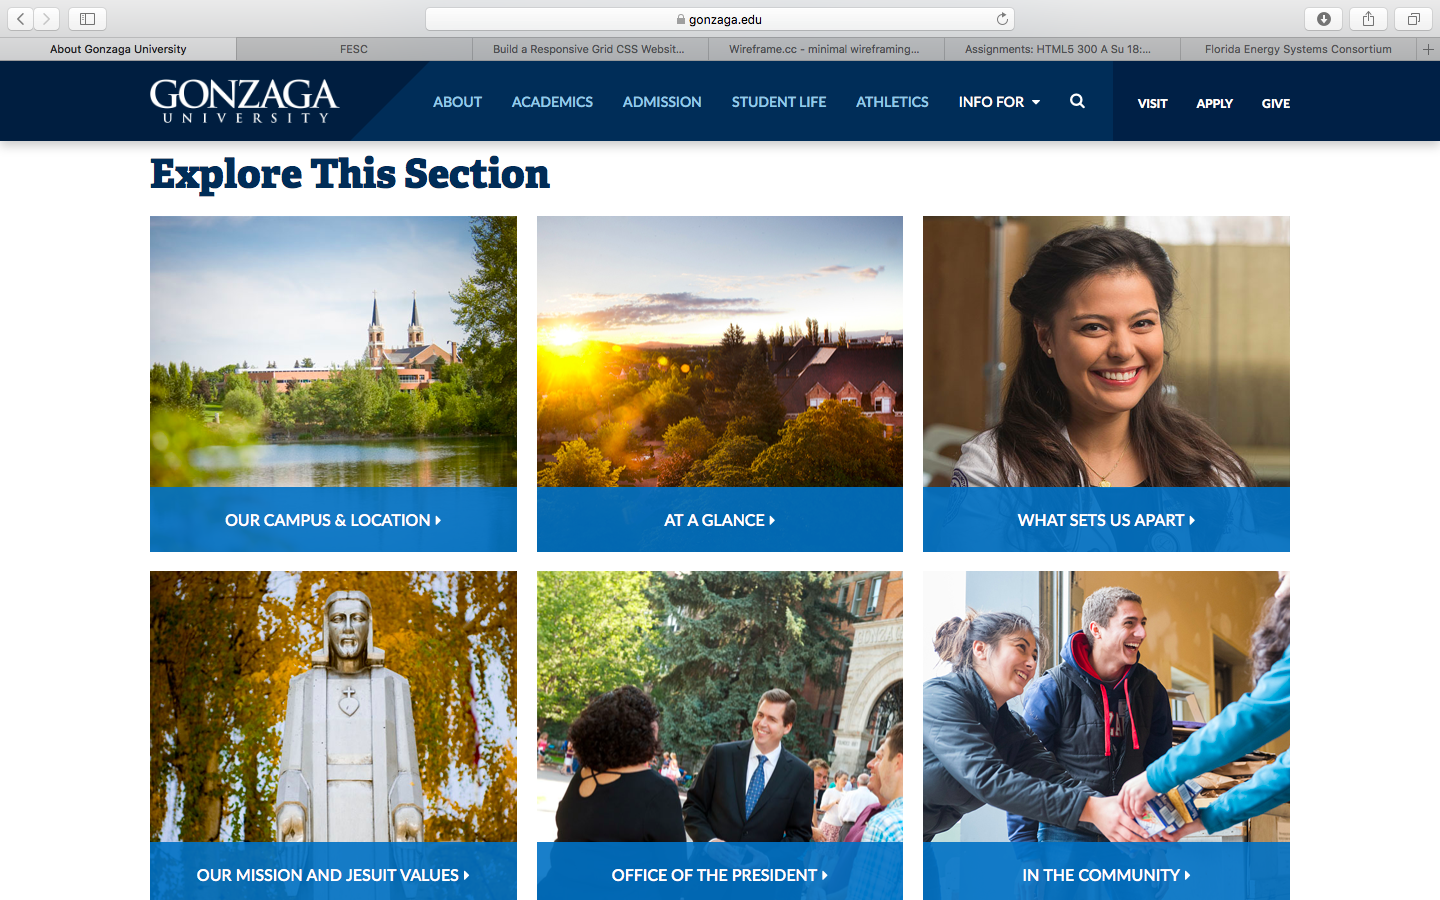 gonzaga.edu
About Gonzaga University
FESC
Build a Responsive Grid CSS Websit...
Wireframe.cc - minimal wireframing...
Assignments: HTML5 300 A Su 18:...
Florida Energy Systems Consortium
GONZAGA
UNIVERSITY
ABOUT
ACADEMICS
ADMISSION
STUDENT LIFE
ATHLETICS
INFO FOR
VISIT
APPLY
GIVE
Explore This Section
OUR CAMPUS & LOCATION
AT A GLANCE
WHAT SETS US APART
OUR MISSION AND JESUIT VALUES
OFFICE OF THE PRESIDENT
IN THE COMMUNITY